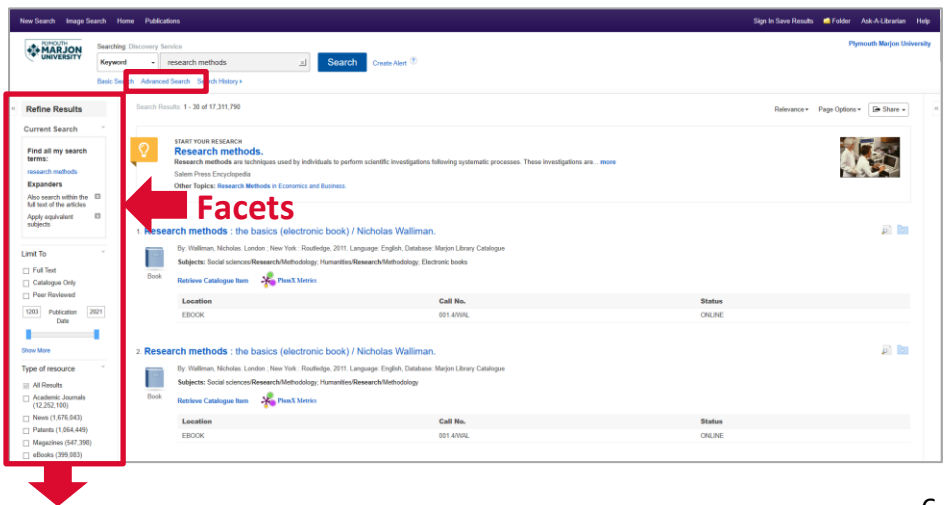 New Search Image Search Home Publications Sign In Save Results Folder Ask-A-Librarian Help
PLYMOUTH
MARJON
UNIVERSITY
Searching: Discovery Service
Plymouth Marjon University
Keyword research methods Search Create Alert ?
Basic Search Advanced Search Search History
« Refine Results
Search Results: 1 - 30 of 17,311,790
Relevance Page Options Share «
Current Search
Find all my search
terms:
research methods
Expanders
Also search within the
full text of the articles
Apply equivalent
subjects
START YOUR RESEARCH
Research methods.
Research methods are techniques used by individuals to perform scientific investigations following systematic processes. These investigations are... more
Salem Press Encyclopedia
Other Topics: Research Methods in Economics and Business.
Facets
Limit To
Full Text
Catalogue Only
Peer Reviewed
1203 Publication 2021
Date
Show More
Type of resource
All Results
Academic Journals
(12,252,100)
News (1,676,043)
Patents (1,064,449)
Magazines (547,398)
eBooks (399,083)
1. Research methods : the basics (electronic book) / Nicholas Walliman.
By: Walliman, Nicholas. London ; New York : Routledge, 2011. Language: English, Database: Marjon Library Catalogue
Subjects: Social sciences/Research/Methodology; Humanities/Research/Methodology; Electronic books
Book
Retrieve Catalogue Item PlumX Metrics
Location Call No. Status
EBOOK 001.4/WAL ONLINE
2. Research methods : the basics (electronic book) / Nicholas Walliman.
By: Walliman, Nicholas. London ; New York : Routledge, 2011. Language: English, Database: Marjon Library Catalogue
Subjects: Social sciences/Research/Methodology; Humanities/Research/Methodology
Book
Retrieve Catalogue Item PlumX Metrics
Location Call No. Status
EBOOK 001.4/WAL ONLINE